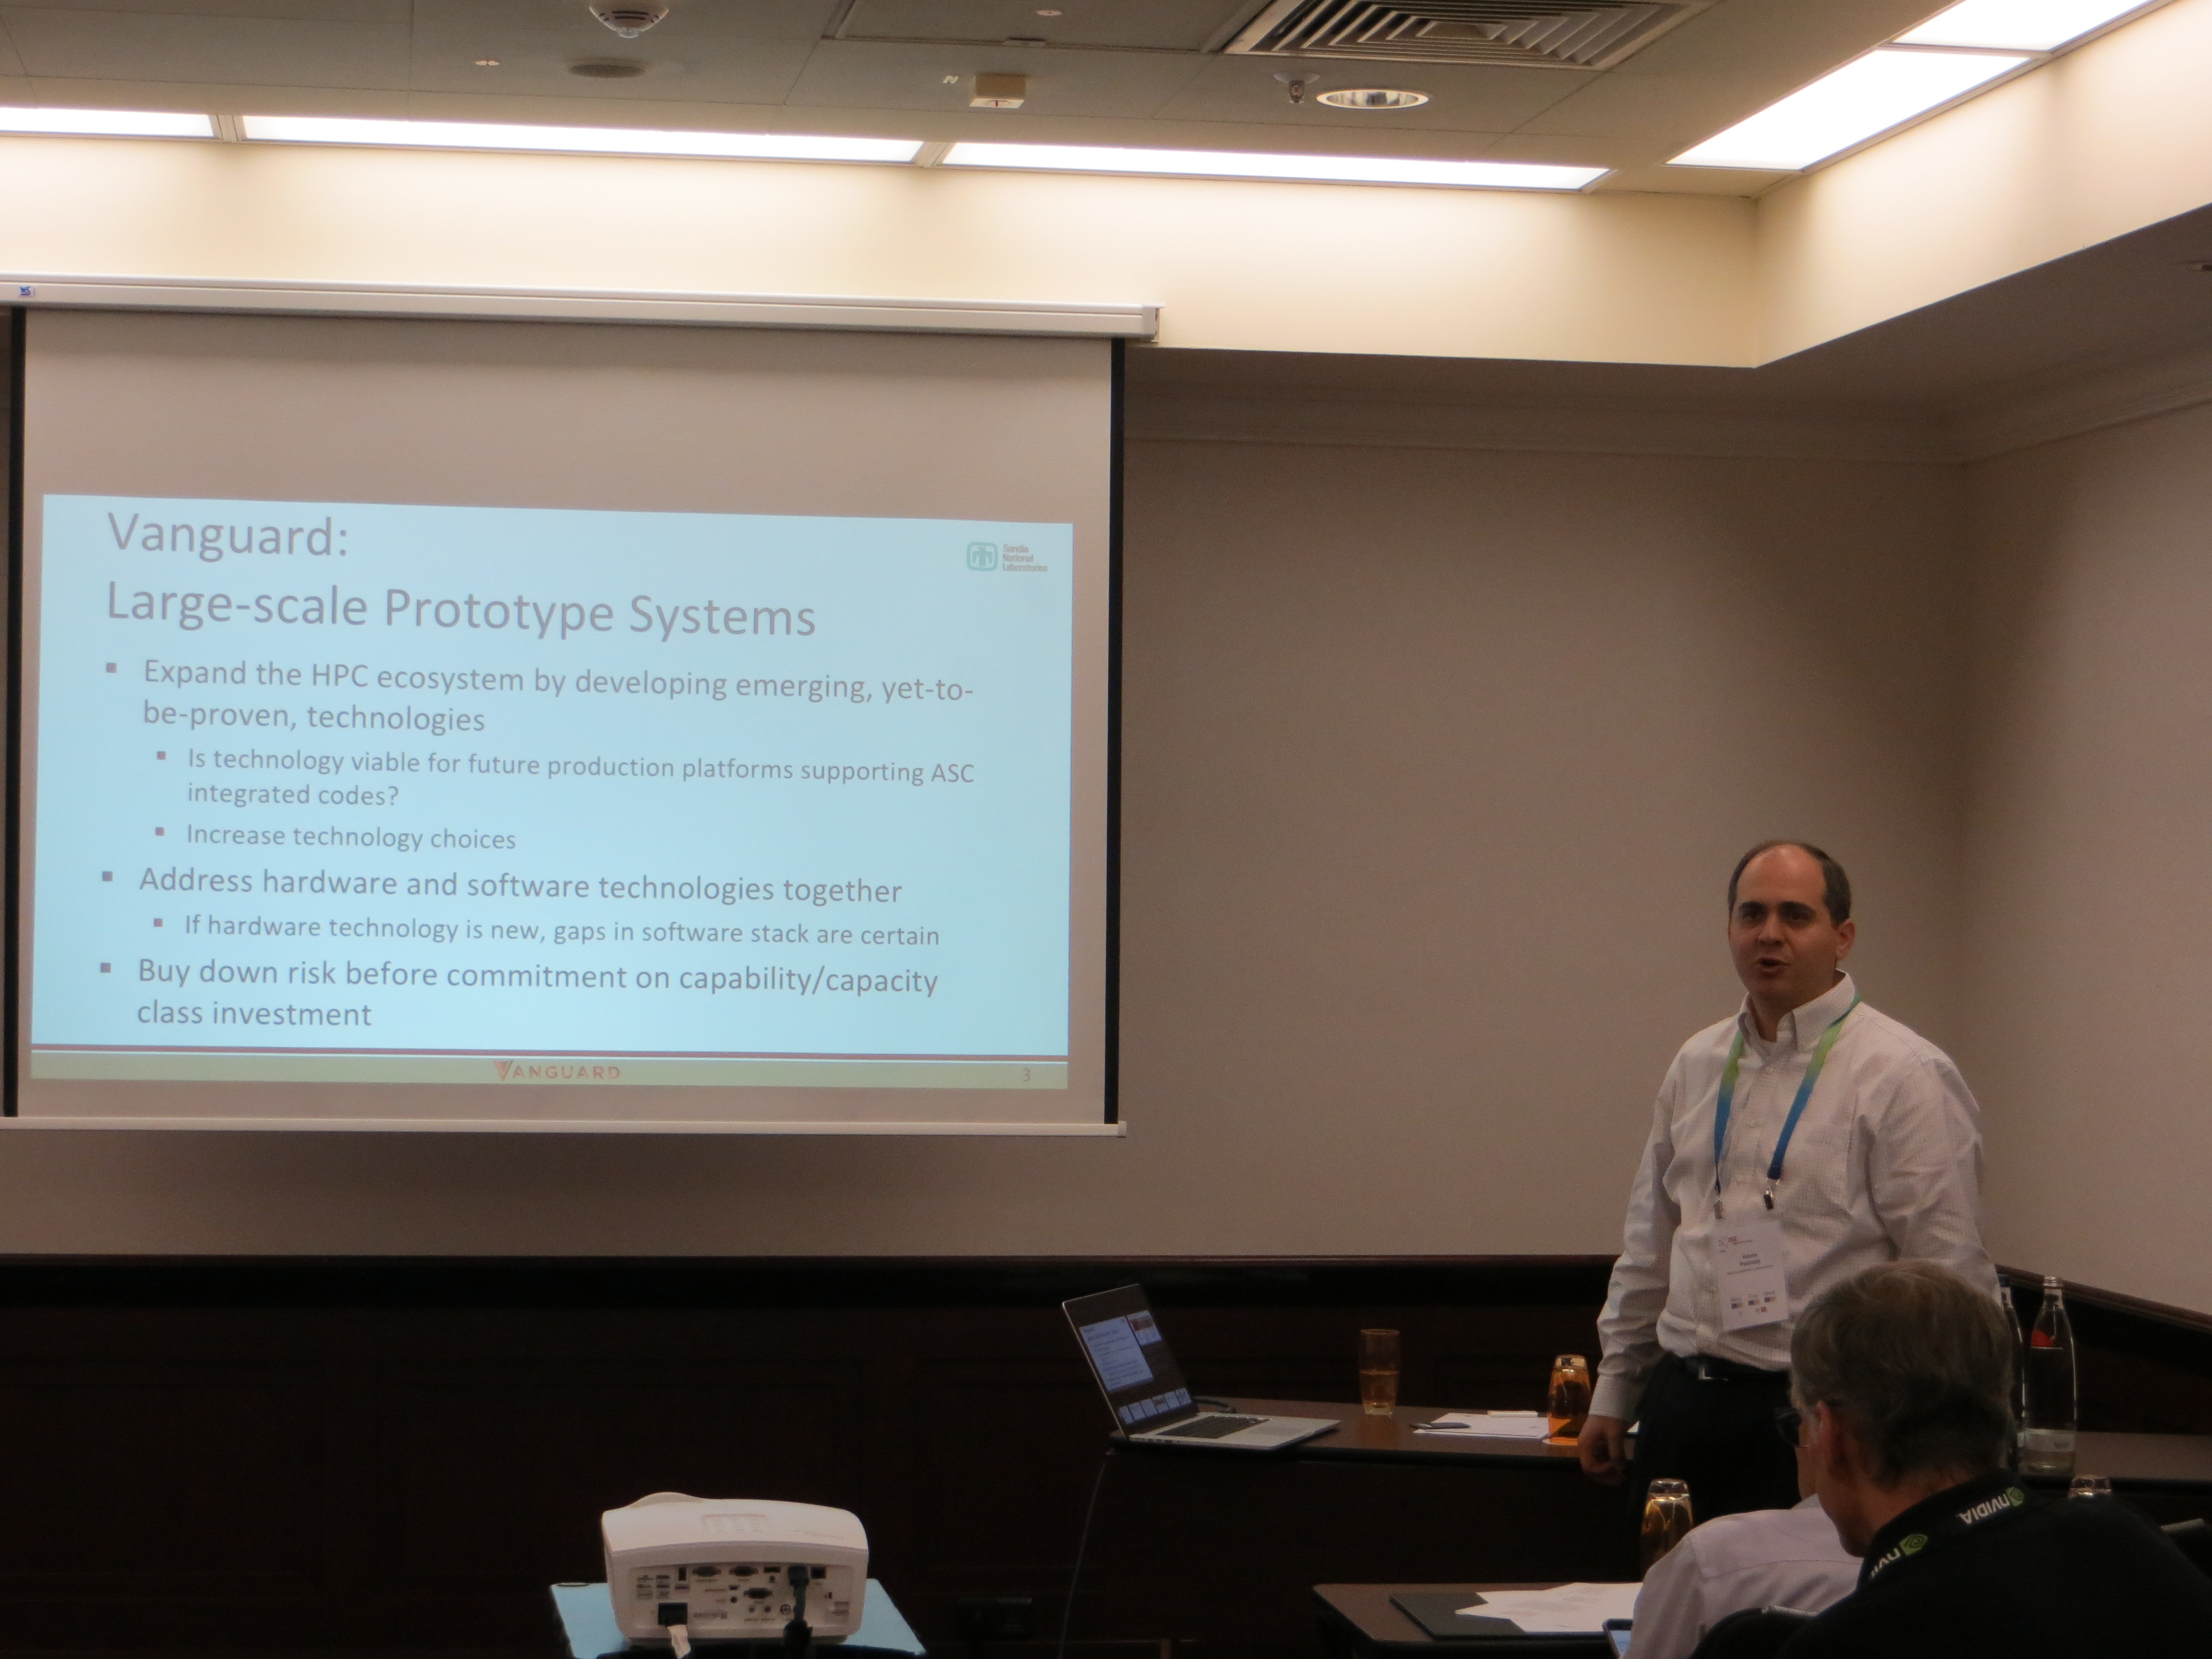 Vanguard:
Large-scale Prototype Systems
Sandia
National
Laboratories
▪ Expand the HPC ecosystem by developing emerging, yet-to-
be-proven, technologies
▪ Is technology viable for future production platforms supporting ASC
integrated codes?
▪ Increase technology choices
▪ Address hardware and software technologies together
▪ If hardware technology is new, gaps in software stack are certain
▪ Buy down risk before commitment on capability/capacity
class investment
VANGUARD
3
NVIDIA